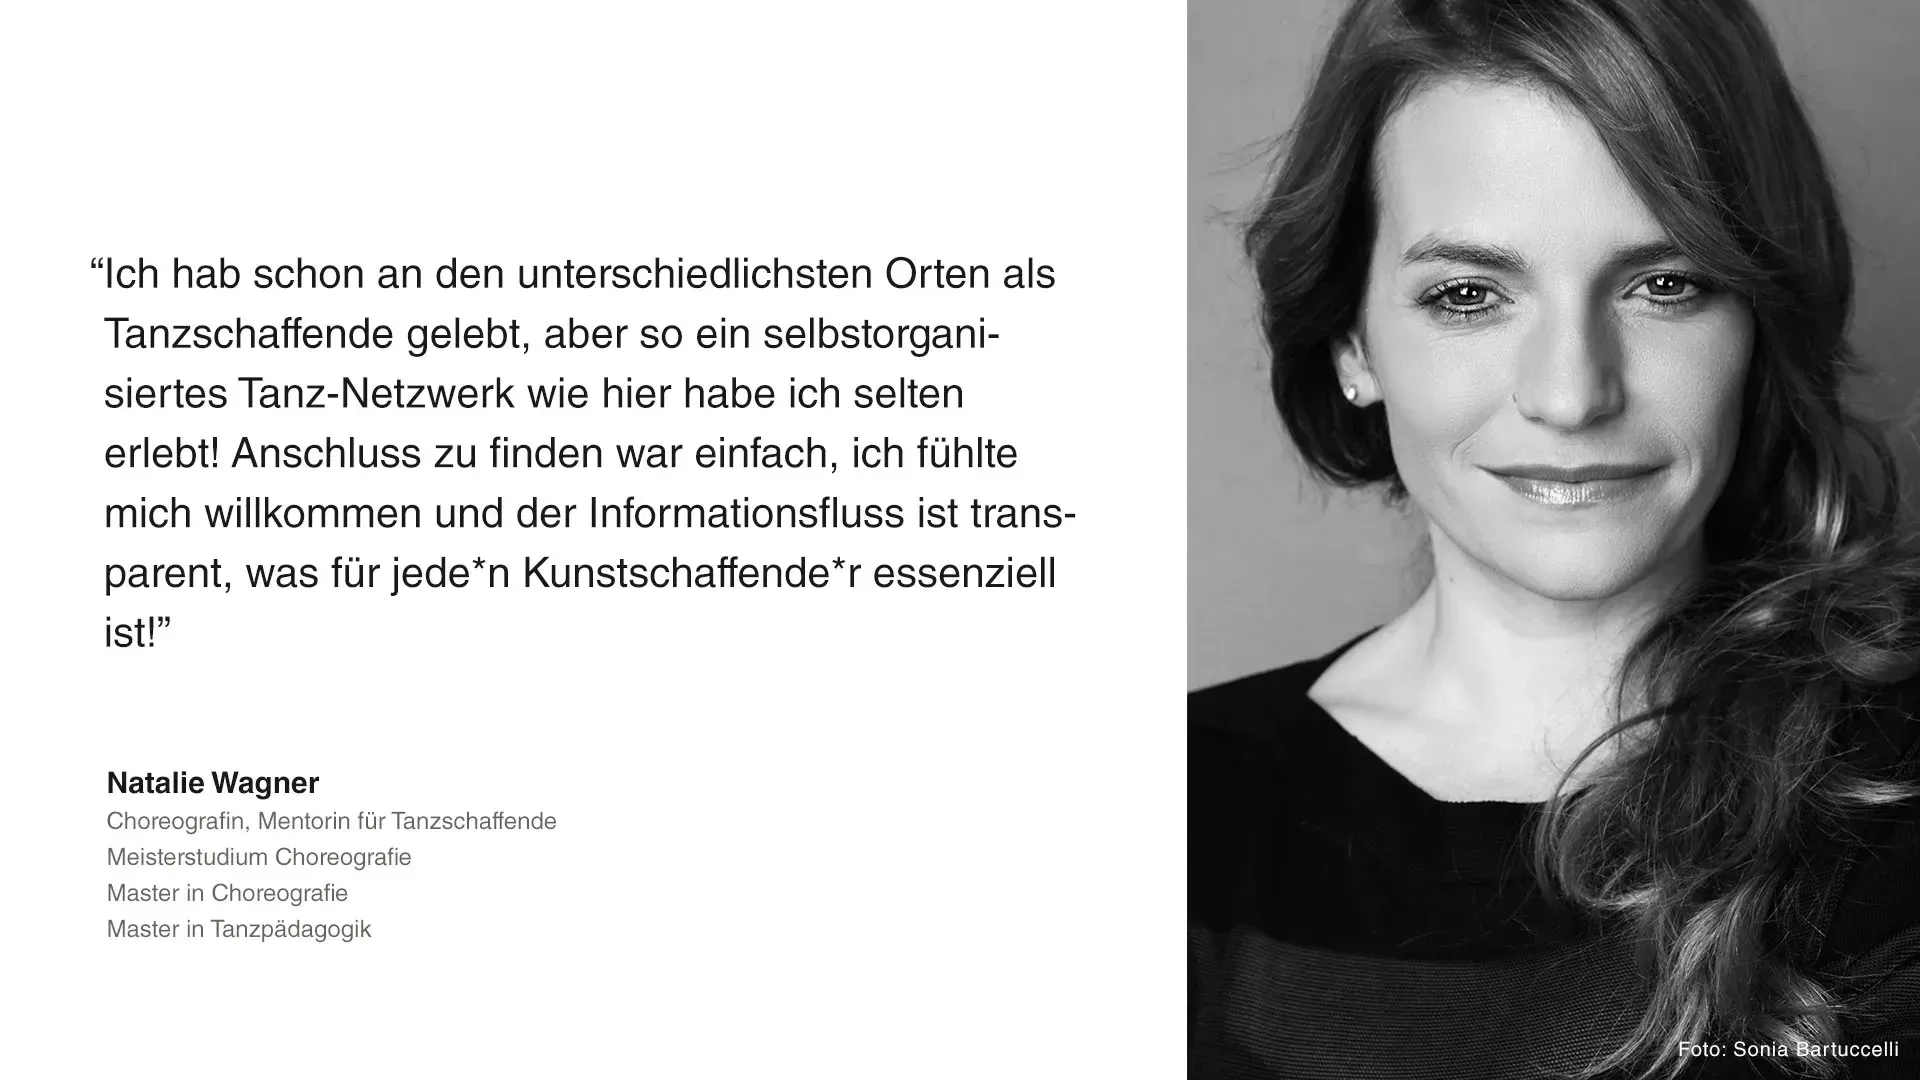 “Ich hab schon an den unterschiedlichsten Orten als
Tanzschaffende gelebt, aber so ein selbstorgani-
siertes Tanz-Netzwerk wie hier habe ich selten
erlebt! Anschluss zu finden war einfach, ich fühlte
mich willkommen und der Informationsfluss ist trans-
parent, was für jede*n Kunstschaffende*r essenziell
ist!”
Natalie Wagner
Choreografin, Mentorin für Tanzschaffende
Meisterstudium Choreografie
Master in Choreografie
Master in Tanzpädagogik
Foto: Sonia Bartuccelli